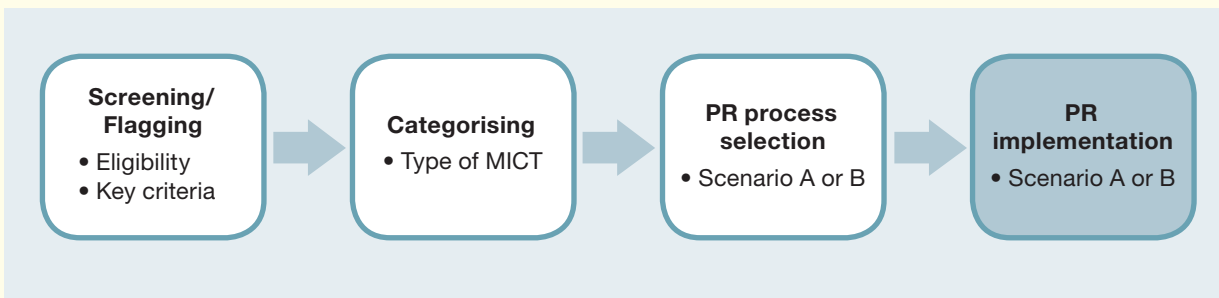 Screening/
Flagging
• Eligibility
• Key criteria
Categorising
• Type of MICT
PR process
selection
• Scenario A or B
PR
implementation
• Scenario A or B